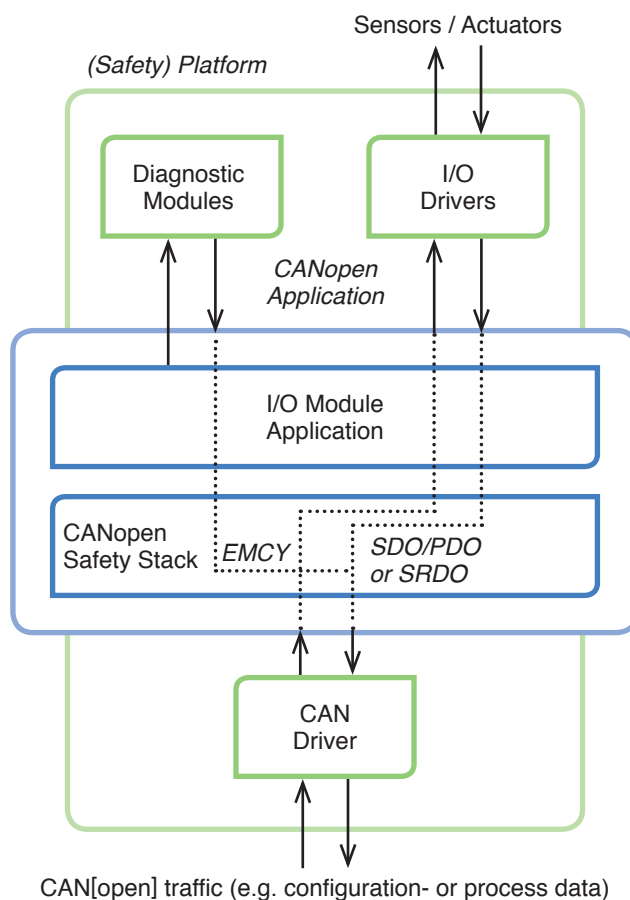 Sensors / Actuators
(Safety) Platform
Diagnostic
Modules
I/O
Drivers
CANopen
Application
I/O Module
Application
CANopen
Safety Stack
EMCY
SDO/PDO
or SRDO
CAN
Driver
CAN[open] traffic (e.g. configuration- or process data)